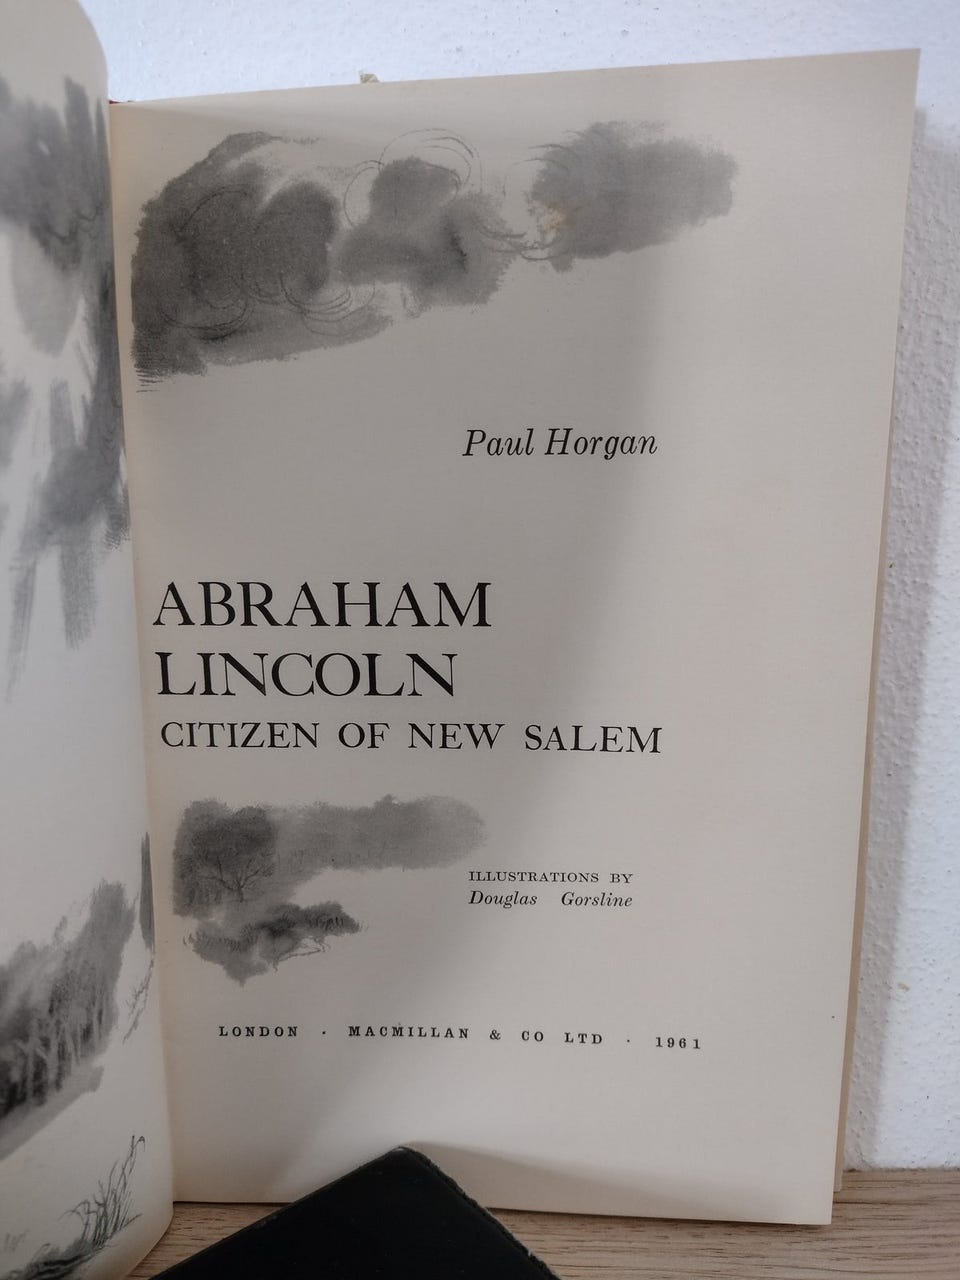 Paul Horgan
ABRAHAM
LINCOLN
CITIZEN OF NEW SALEM
ILLUSTRATIONS BY
Douglas Gorsline
LONDON · MACMILLAN & CO LTD · 1961